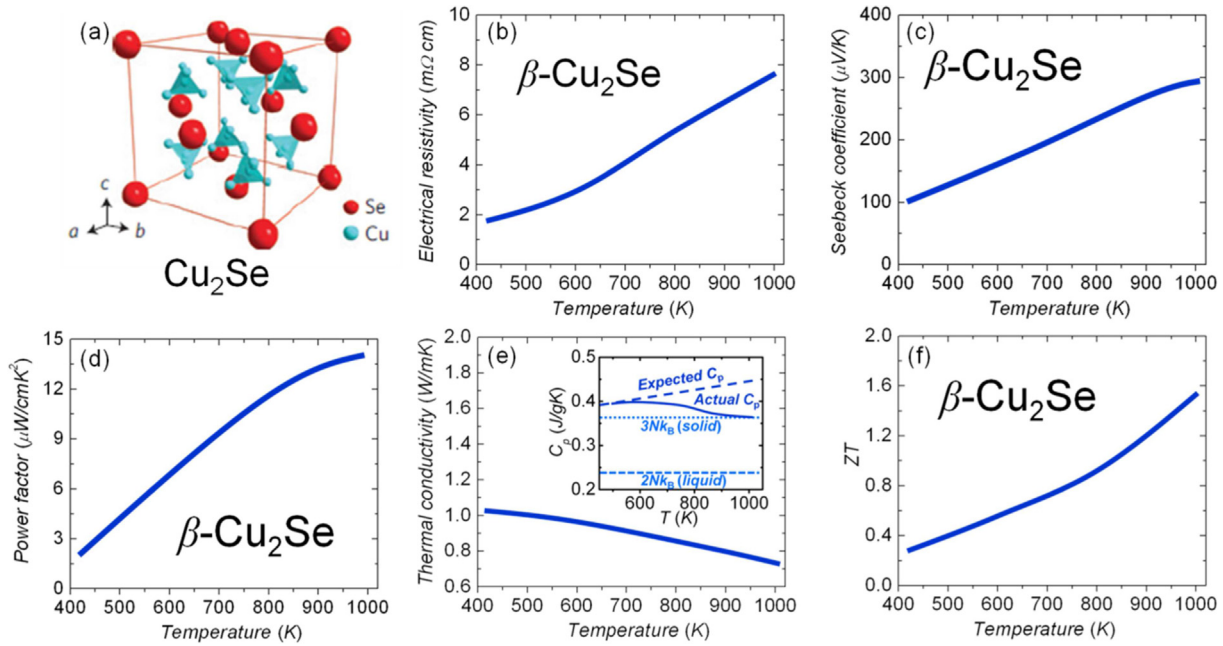 (a)
Se
Cu
c
a
b
Cu₂Se
(b)
β-Cu₂Se
Electrical resistivity (mΩ cm)
10
8
6
4
2
0
400 500 600 700 800 900 1000
Temperature (K)
(c)
β-Cu₂Se
Seebeck coefficient (μV/K)
400
300
200
100
0
400 500 600 700 800 900 1000
Temperature (K)
(d)
β-Cu₂Se
Power factor (μW/cmK²)
15
12
9
6
3
0
400 500 600 700 800 900 1000
Temperature (K)
(e)
Thermal conductivity (W/mK)
2.0
1.8
1.6
1.4
1.2
1.0
0.8
0.6
400 500 600 700 800 900 1000
Temperature (K)
Cₚ (J/gK)
0.5
0.4
0.3
0.2
Expected Cₚ
Actual Cₚ
3Nk_B (solid)
2Nk_B (liquid)
600 800 1000
T (K)
(f)
β-Cu₂Se
ZT
2.0
1.6
1.2
0.8
0.4
0.0
400 500 600 700 800 900 1000
Temperature (K)